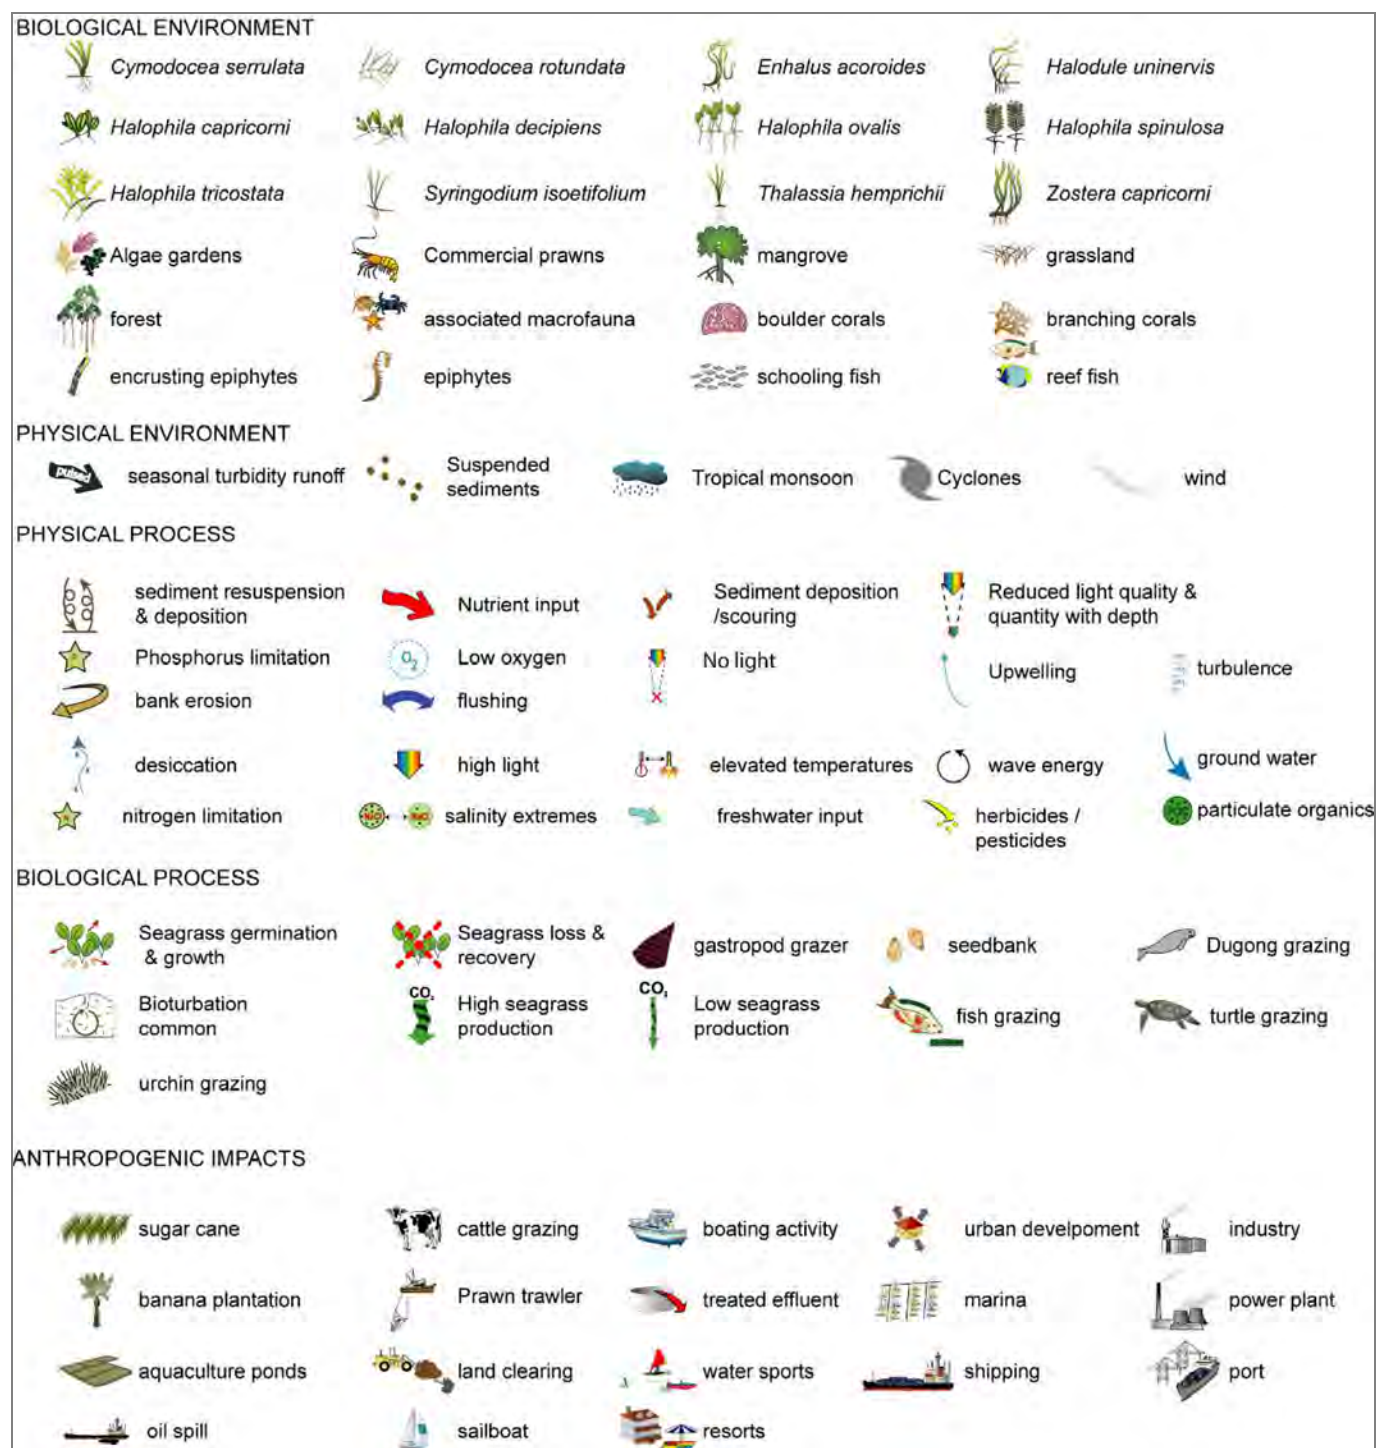 BIOLOGICAL ENVIRONMENT
Cymodocea serrulata
Cymodocea rotundata
Enhalus acoroides
Halodule uninervis
Halophila capricorni
Halophila decipiens
Halophila ovalis
Halophila spinulosa
Halophila tricostata
Syringodium isoetifolium
Thalassia hemprichii
Zostera capricorni
Algae gardens
Commercial prawns
mangrove
grassland
forest
associated macrofauna
boulder corals
branching corals
encrusting epiphytes
epiphytes
schooling fish
reef fish
PHYSICAL ENVIRONMENT
pulsed
seasonal turbidity runoff
Suspended
sediments
Tropical monsoon
Cyclones
wind
PHYSICAL PROCESS
sediment resuspension
& deposition
Nutrient input
Sediment deposition
/scouring
Reduced light quality &
quantity with depth
Phosphorus limitation
O2
Low oxygen
No light
Upwelling
turbulence
bank erosion
flushing
desiccation
high light
elevated temperatures
wave energy
ground water
nitrogen limitation
salinity extremes
freshwater input
herbicides /
pesticides
particulate organics
BIOLOGICAL PROCESS
Seagrass germination
& growth
Seagrass loss &
recovery
gastropod grazer
seedbank
Dugong grazing
Bioturbation
common
CO2
High seagrass
production
CO2
Low seagrass
production
fish grazing
turtle grazing
urchin grazing
ANTHROPOGENIC IMPACTS
sugar cane
cattle grazing
boating activity
urban develpoment
industry
banana plantation
Prawn trawler
treated effluent
marina
power plant
aquaculture ponds
land clearing
water sports
shipping
port
oil spill
sailboat
resorts